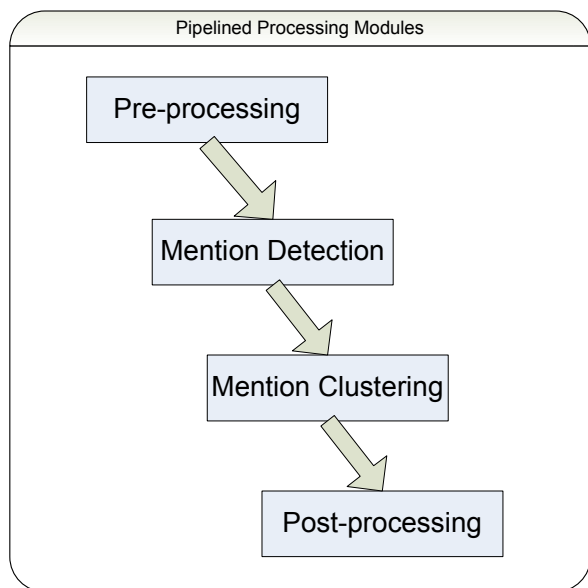 Pipelined Processing Modules
Pre-processing
Mention Detection
Mention Clustering
Post-processing